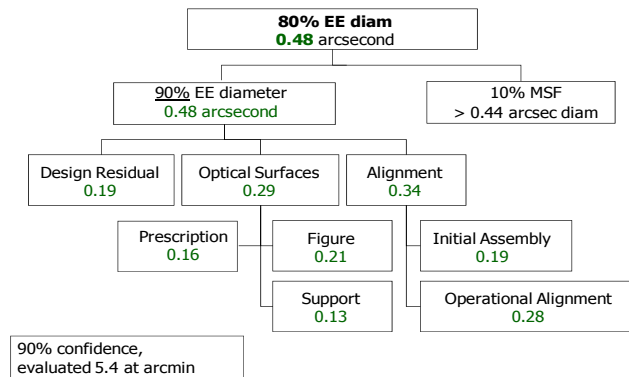 80% EE diam
0.48 arcsecond
90% EE diameter
0.48 arcsecond
10% MSF
> 0.44 arcsec diam
Design Residual
0.19
Optical Surfaces
0.29
Alignment
0.34
Prescription
0.16
Figure
0.21
Initial Assembly
0.19
Support
0.13
Operational Alignment
0.28
90% confidence,
evaluated 5.4 at arcmin